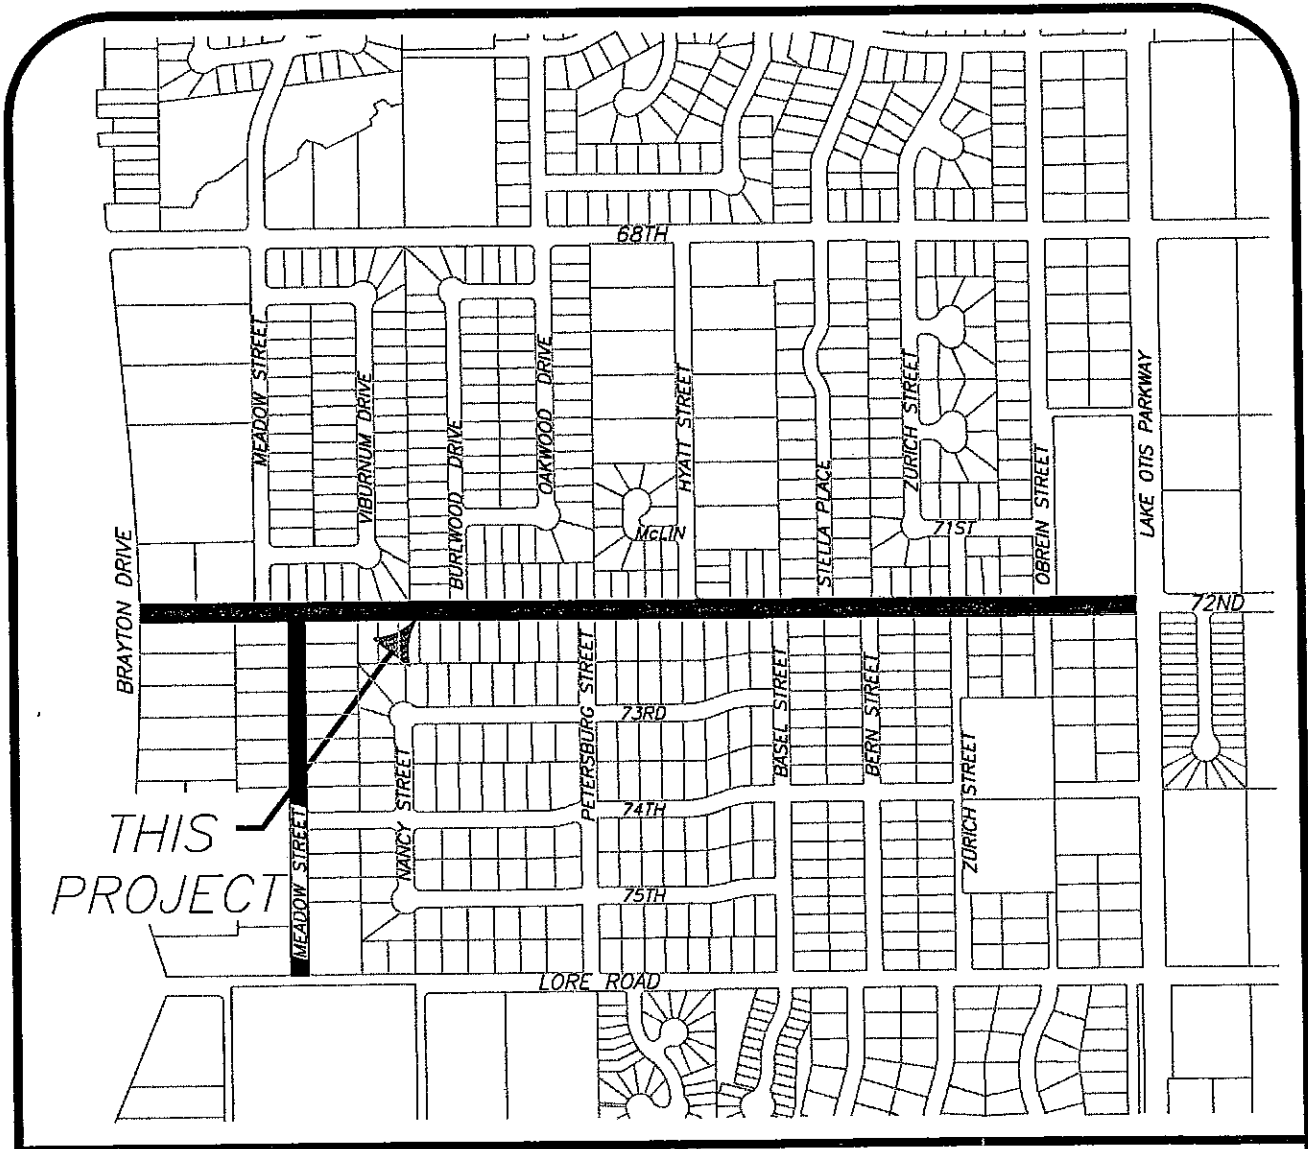 68TH
MEADOW STREET
VIBURNUM DRIVE
BURLWOOD DRIVE
OAKWOOD DRIVE
HYATT STREET
STELLA PLACE
ZURICH STREET
OBREIN STREET
LAKE OTIS PARKWAY
McLIN
71ST
BRAYTON DRIVE
72ND
PETERSBURG STREET
73RD
BASEL STREET
BERN STREET
ZURICH STREET
NANCY STREET
74TH
THIS
PROJECT
MEADOW STREET
75TH
LORE ROAD